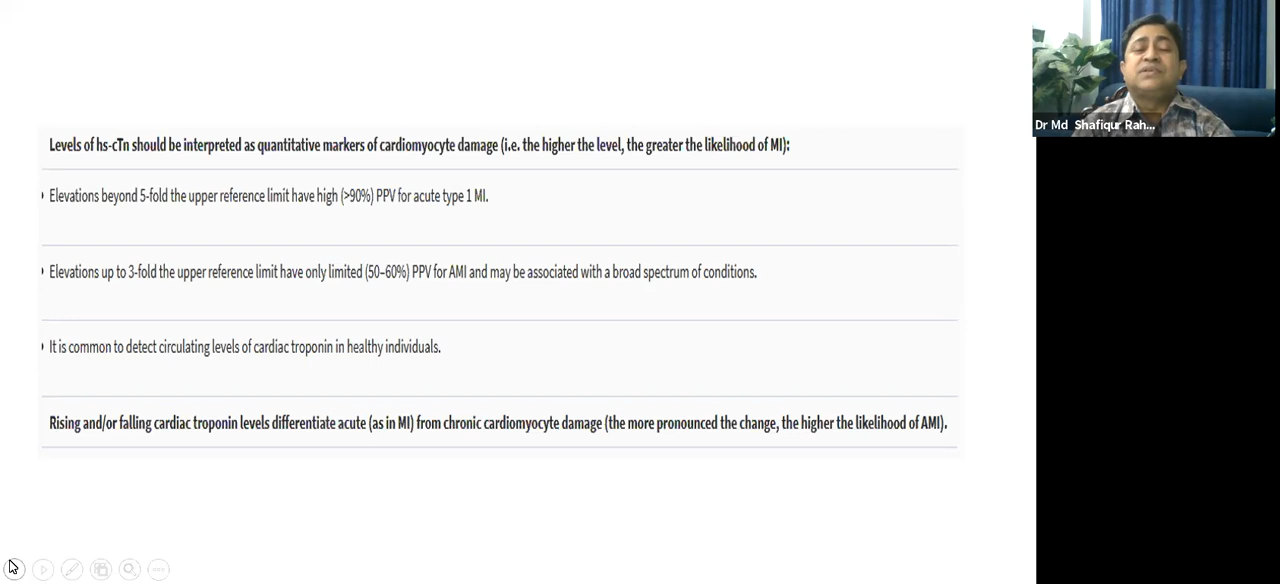 Levels of hs-cTn should be interpreted as quantitative markers of cardiomyocyte damage (i.e. the higher the level, the greater the likelihood of MI):
Elevations beyond 5-fold the upper reference limit have high (>90%) PPV for acute type 1 MI.
Elevations up to 3-fold the upper reference limit have only limited (50–60%) PPV for AMI and may be associated with a broad spectrum of conditions.
It is common to detect circulating levels of cardiac troponin in healthy individuals.
Rising and/or falling cardiac troponin levels differentiate acute (as in MI) from chronic cardiomyocyte damage (the more pronounced the change, the higher the likelihood of AMI).
Dr Md Shafiqur Rah...